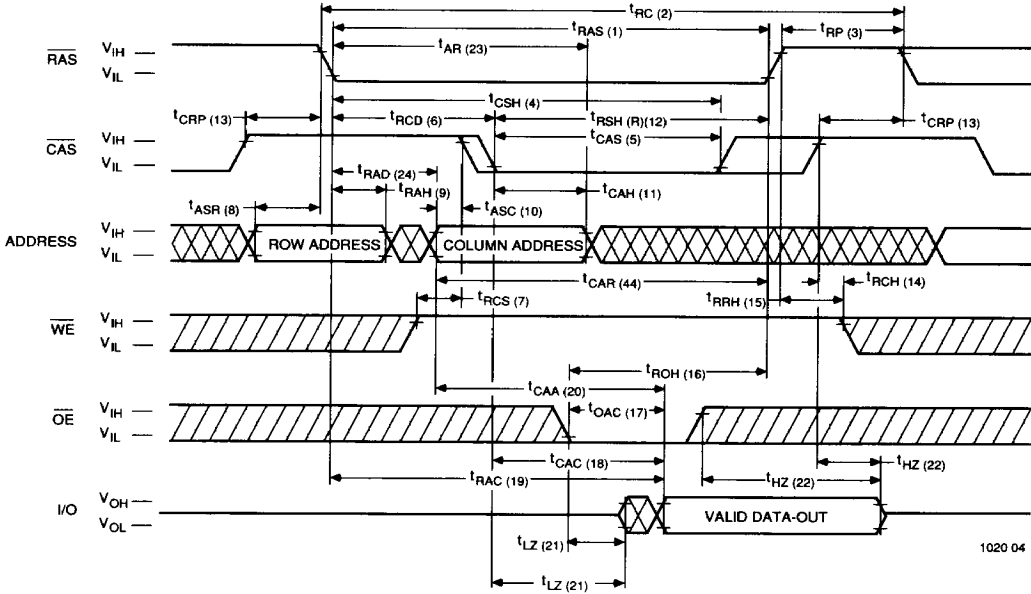 tRC (2)
tRAS (1)
tRP (3)
tAR (23)
RAS
VIH
VIL
tCSH (4)
tCRP (13)
tRCD (6)
tRSH (R)(12)
tCRP (13)
CAS
VIH
VIL
tCAS (5)
tRAD (24)
tRAH (9)
tCAH (11)
tASR (8)
tASC (10)
ADDRESS
VIH
VIL
ROW ADDRESS
COLUMN ADDRESS
tCAR (44)
tRCH (14)
tRCS (7)
tRRH (15)
WE
VIH
VIL
tROH (16)
tCAA (20)
OE
VIH
VIL
tOAC (17)
tCAC (18)
tHZ (22)
tRAC (19)
tHZ (22)
I/O
VOH
VOL
VALID DATA-OUT
tLZ (21)
1020 04
tLZ (21)